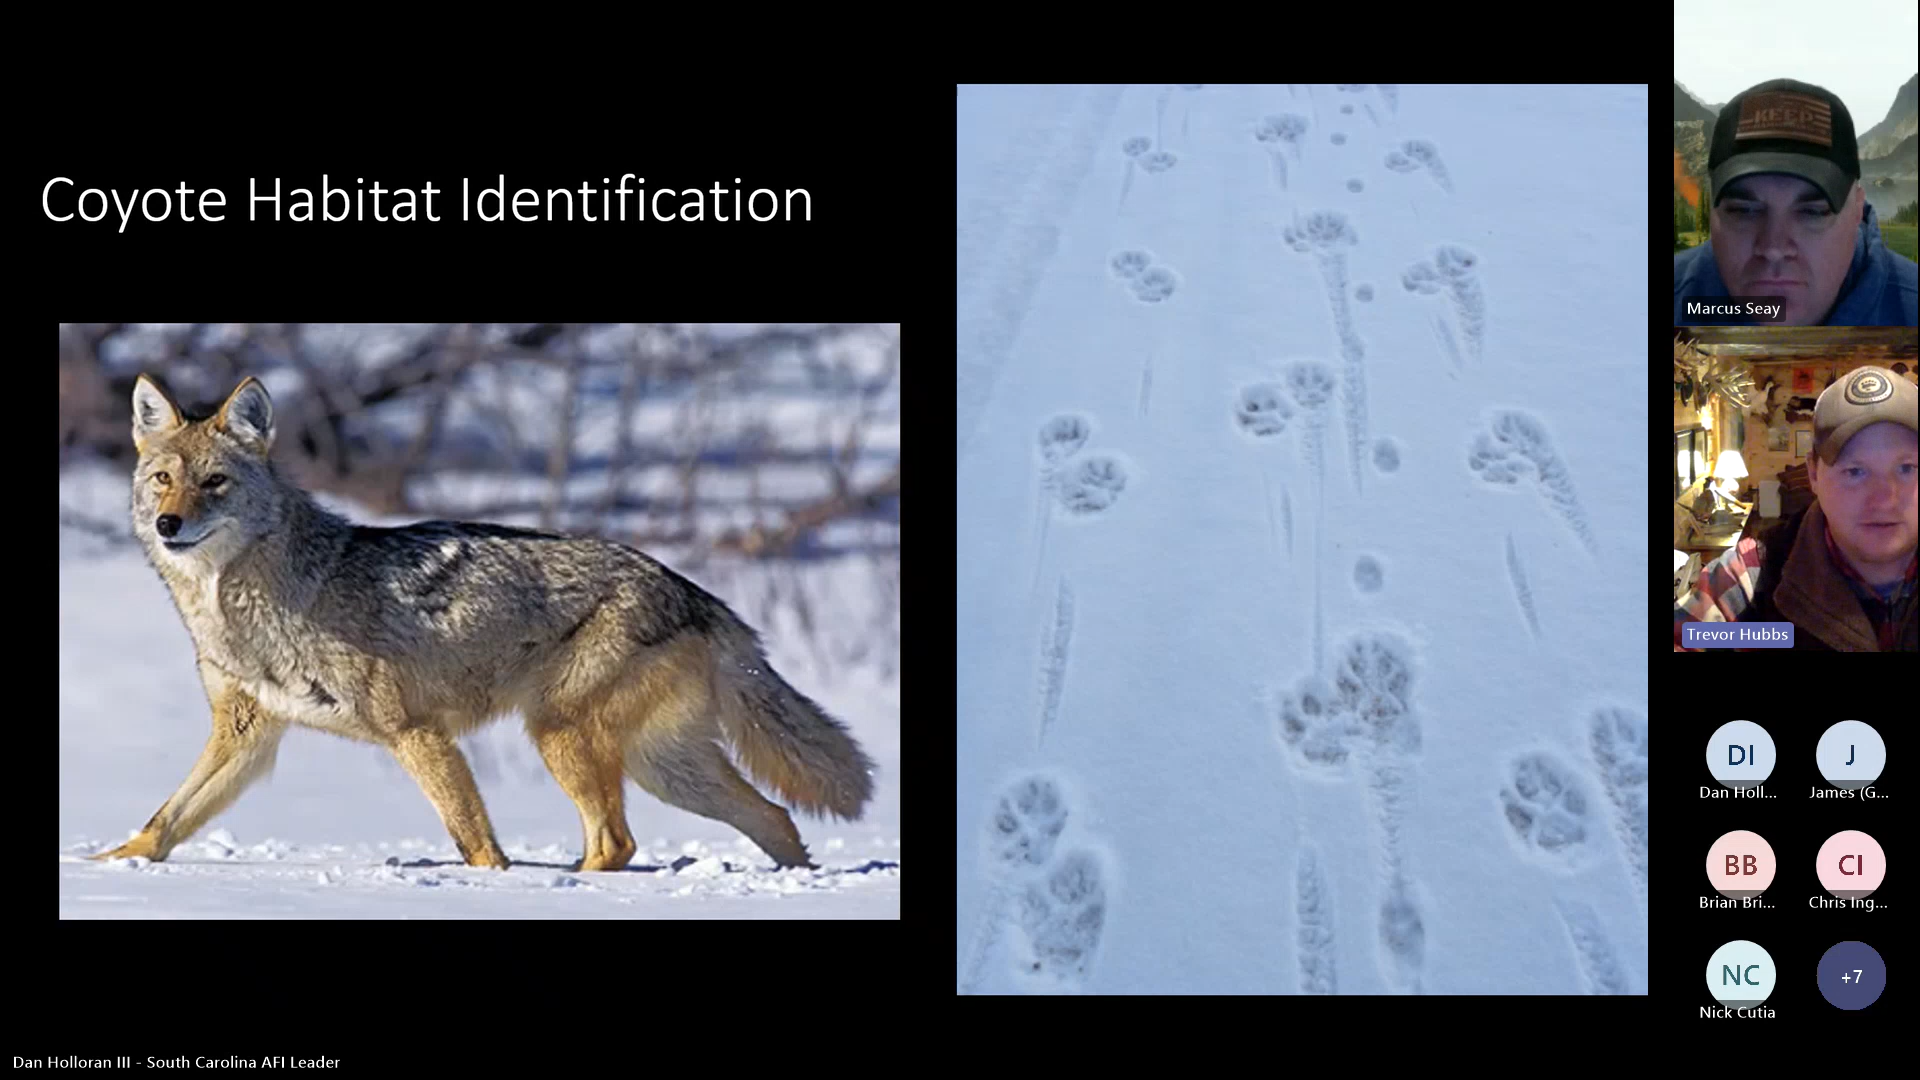 Coyote Habitat Identification
KEEP
Marcus Seay
Trevor Hubbs
DI
J
Dan Holl...
James (G...
BB
CI
Brian Bri...
Chris Ing...
NC
+7
Nick Cutia
Dan Holloran III - South Carolina AFI Leader